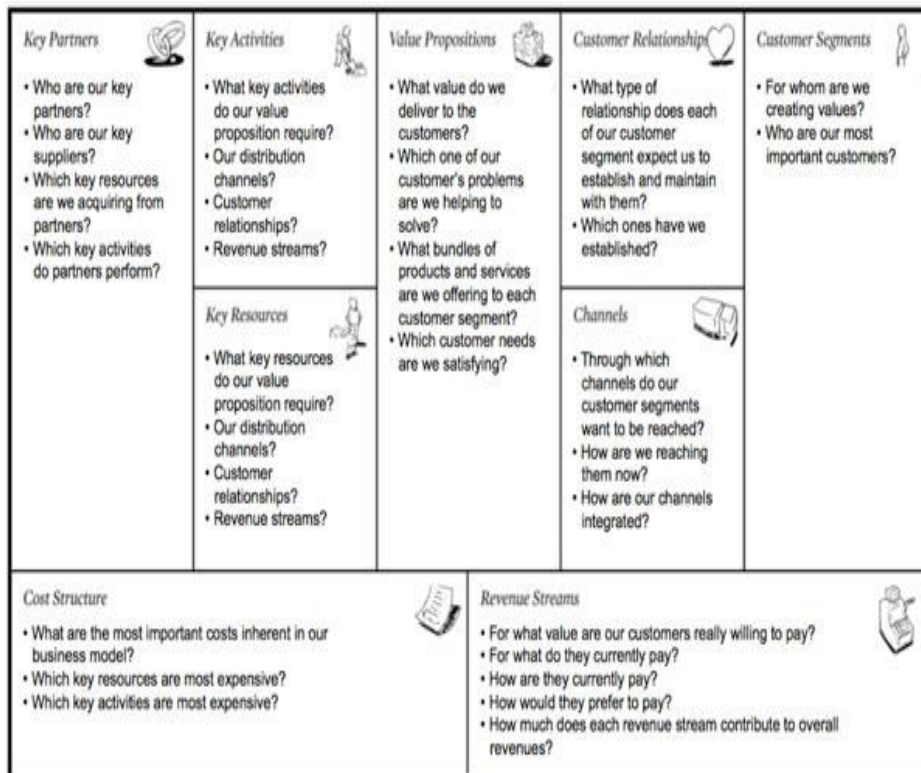 Key Partners
• Who are our key
partners?
• Who are our key
suppliers?
• Which key resources
are we acquiring from
partners?
• Which key activities
do partners perform?
Key Activities
• What key activities
do our value
proposition require?
• Our distribution
channels?
• Customer
relationships?
• Revenue streams?
Key Resources
• What key resources
do our value
proposition require?
• Our distribution
channels?
• Customer
relationships?
• Revenue streams?
Value Propositions
• What value do we
deliver to the
customers?
• Which one of our
customer's problems
are we helping to
solve?
• What bundles of
products and services
are we offering to each
customer segment?
• Which customer needs
are we satisfying?
Customer Relationship
• What type of
relationship does each
of our customer
segment expect us to
establish and maintain
with them?
• Which ones have we
established?
Channels
• Through which
channels do our
customer segments
want to be reached?
• How are we reaching
them now?
• How are our channels
integrated?
Customer Segments
• For whom are we
creating values?
• Who are our most
important customers?
Cost Structure
• What are the most important costs inherent in our
business model?
• Which key resources are most expensive?
• Which key activities are most expensive?
Revenue Streams
• For what value are our customers really willing to pay?
• For what do they currently pay?
• How are they currently pay?
• How would they prefer to pay?
• How much does each revenue stream contribute to overall
revenues?